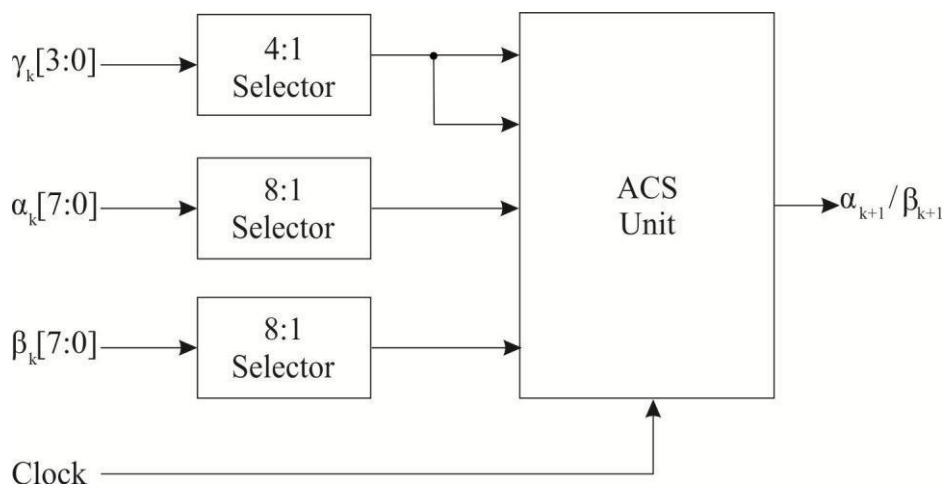 γₖ[3:0]
4:1
Selector
αₖ[7:0]
8:1
Selector
βₖ[7:0]
8:1
Selector
ACS
Unit
αₖ₊₁/βₖ₊₁
Clock